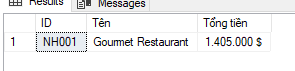 Results Messages
ID Tên Tổng tiền
1 NH001 Gourmet Restaurant 1.405.000 $